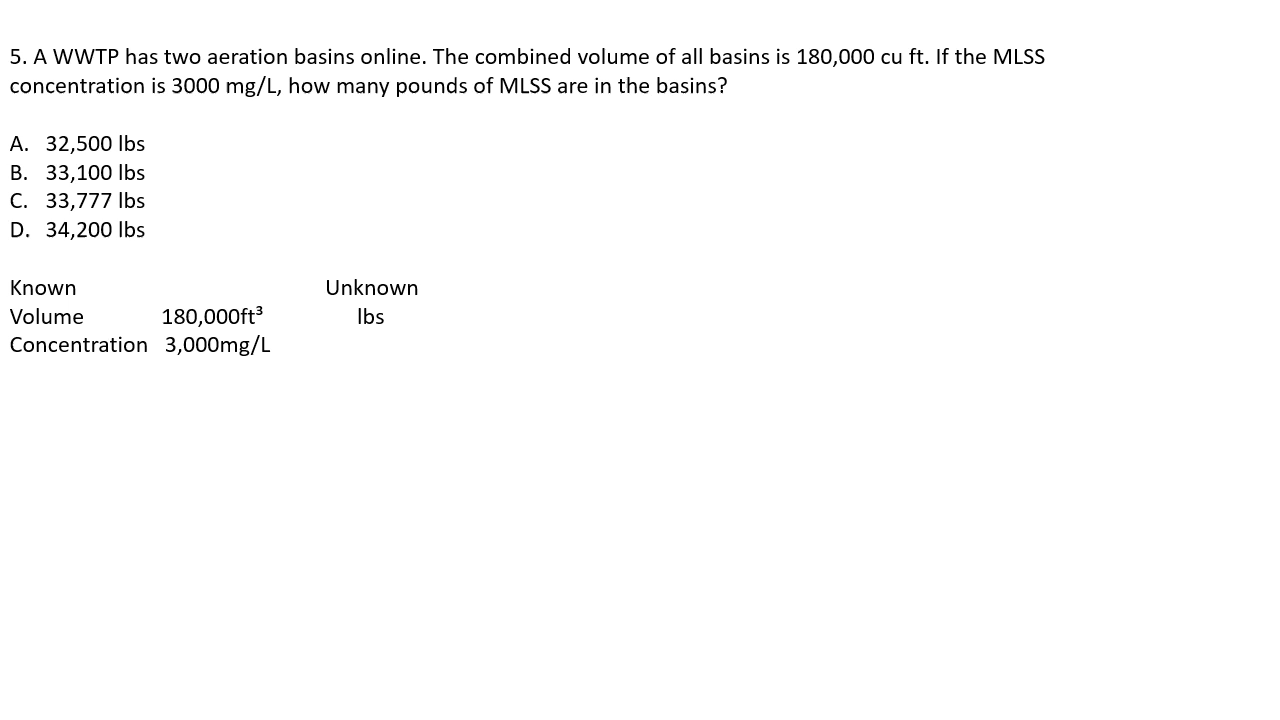 5. A WWTP has two aeration basins online. The combined volume of all basins is 180,000 cu ft. If the MLSS
concentration is 3000 mg/L, how many pounds of MLSS are in the basins?
A. 32,500 lbs
B. 33,100 lbs
C. 33,777 lbs
D. 34,200 lbs
Known Unknown
Volume 180,000ft³ lbs
Concentration 3,000mg/L